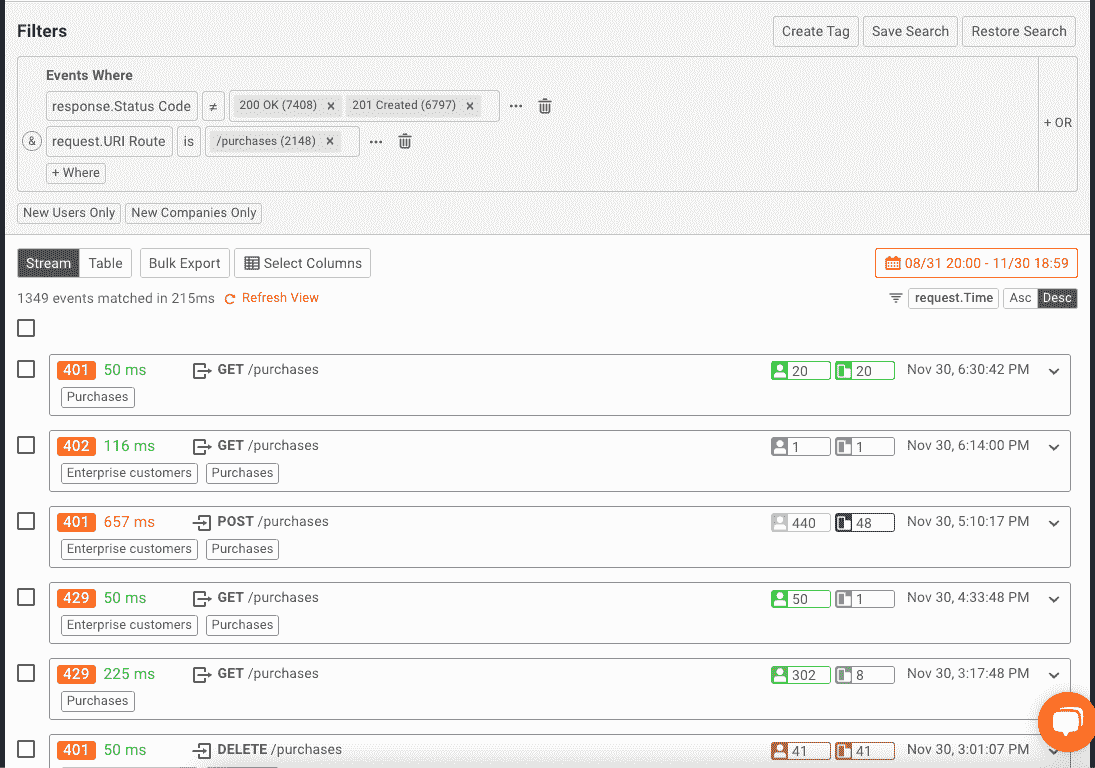 Filters Create Tag Save Search Restore Search
Events Where
response.Status Code ≠ 200 OK (7408) × 201 Created (6797) × ...
+ OR
& request.URI Route is /purchases (2148) × ...
+ Where
New Users Only New Companies Only
Stream Table Bulk Export Select Columns 08/31 20:00 - 11/30 18:59
1349 events matched in 215ms Refresh View request.Time Asc Desc
401 50 ms GET /purchases 20 20 Nov 30, 6:30:42 PM
Purchases
402 116 ms GET /purchases 1 1 Nov 30, 6:14:00 PM
Enterprise customers Purchases
401 657 ms POST /purchases 440 48 Nov 30, 5:10:17 PM
Enterprise customers Purchases
429 50 ms GET /purchases 50 1 Nov 30, 4:33:48 PM
Enterprise customers Purchases
429 225 ms GET /purchases 302 8 Nov 30, 3:17:48 PM
Purchases
401 50 ms DELETE /purchases 41 41 Nov 30, 3:01:07 PM